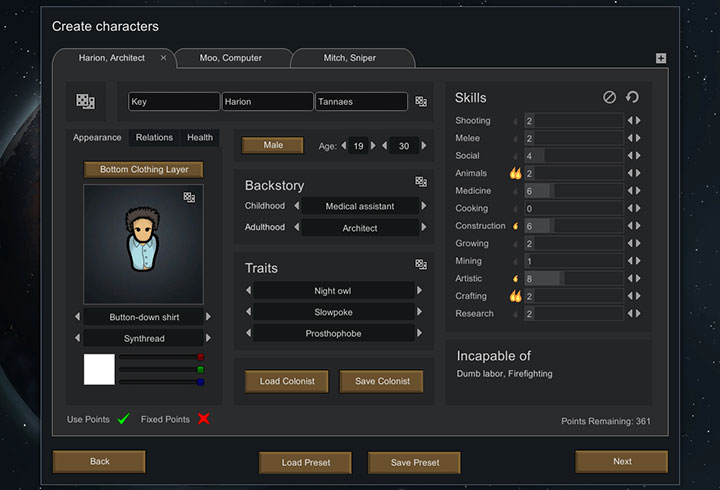 Create characters
Harion, Architect
Moo, Computer
Mitch, Sniper
Key
Harion
Tannaes
Appearance
Relations
Health
Bottom Clothing Layer
Button-down shirt
Synthread
Use Points
Fixed Points
Male
Age: 19 30
Backstory
Childhood Medical assistant
Adulthood Architect
Traits
Night owl
Slowpoke
Prosthophobe
Load Colonist
Save Colonist
Skills
Shooting 2
Melee 2
Social 4
Animals 2
Medicine 6
Cooking 0
Construction 6
Growing 2
Mining 1
Artistic 8
Crafting 2
Research 2
Incapable of
Dumb labor, Firefighting
Points Remaining: 361
Back
Load Preset
Save Preset
Next